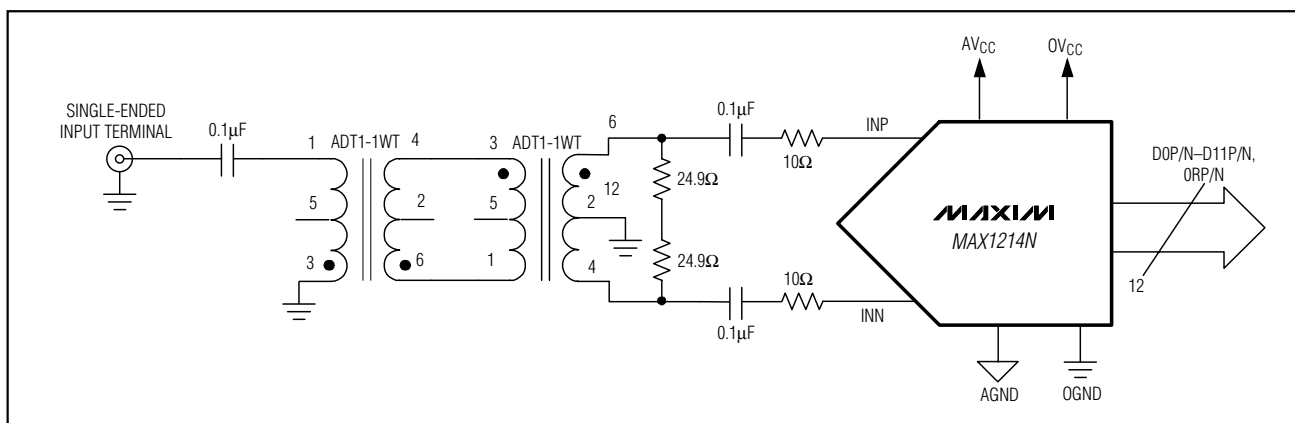 AVCC
OVCC
SINGLE-ENDED
INPUT TERMINAL
0.1µF
1
ADT1-1WT
4
3
ADT1-1WT
6
0.1µF
10Ω
INP
D0P/N–D11P/N,
0RP/N
24.9Ω
5
2
5
12
2
MAXIM
MAX1214N
3
6
1
4
24.9Ω
10Ω
0.1µF
INN
12
AGND
OGND